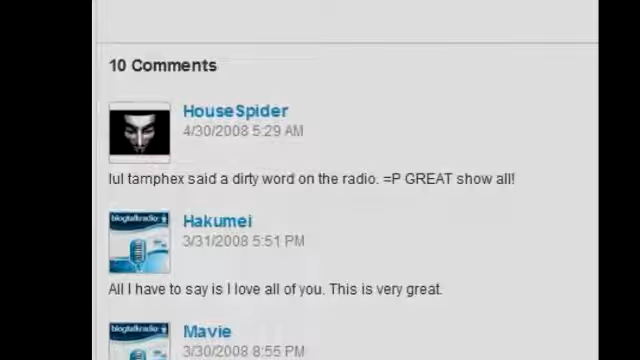 10 Comments
HouseSpider
4/30/2008 5:29 AM
lul tamphex said a dirty word on the radio. =P GREAT show all!
blogtalkradio
Hakumei
3/31/2008 5:51 PM
All I have to say is I love all of you. This is very great.
blogtalkradio
Mavie
3/30/2008 8:55 PM